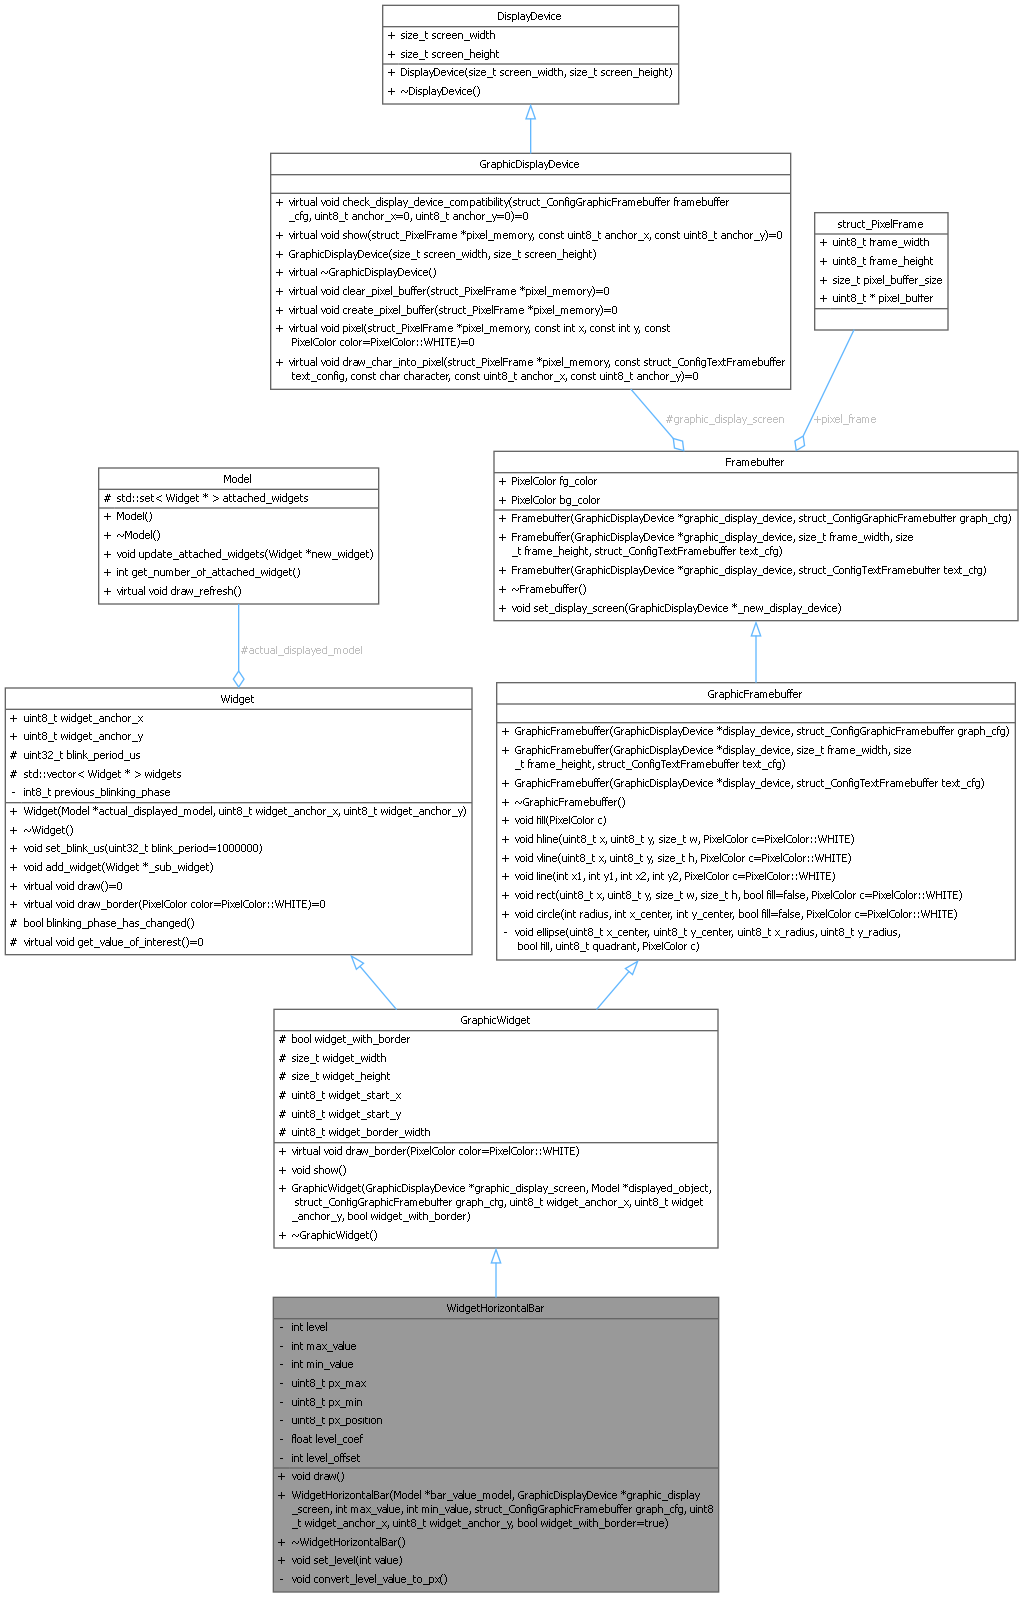 DisplayDevice
+ size_t screen_width
+ size_t screen_height
+ DisplayDevice(size_t screen_width, size_t screen_height)
+ ~DisplayDevice()
GraphicDisplayDevice
+ virtual void check_display_device_compatibility(struct_ConfigGraphicFramebuffer framebuffer
_cfg, uint8_t anchor_x=0, uint8_t anchor_y=0)=0
+ virtual void show(struct_PixelFrame *pixel_memory, const uint8_t anchor_x, const uint8_t anchor_y)=0
+ GraphicDisplayDevice(size_t screen_width, size_t screen_height)
+ virtual ~GraphicDisplayDevice()
+ virtual void clear_pixel_buffer(struct_PixelFrame *pixel_memory)=0
+ virtual void create_pixel_buffer(struct_PixelFrame *pixel_memory)=0
+ virtual void pixel(struct_PixelFrame *pixel_memory, const int x, const int y, const
PixelColor color=PixelColor::WHITE)=0
+ virtual void draw_char_into_pixel(struct_PixelFrame *pixel_memory, const struct_ConfigTextFramebuffer
text_config, const char character, const uint8_t anchor_x, const uint8_t anchor_y)=0
struct_PixelFrame
+ uint8_t frame_width
+ uint8_t frame_height
+ size_t pixel_buffer_size
+ uint8_t * pixel_buffer
#graphic_display_screen
+pixel_frame
Framebuffer
+ PixelColor fg_color
+ PixelColor bg_color
+ Framebuffer(GraphicDisplayDevice *graphic_display_device, struct_ConfigGraphicFramebuffer graph_cfg)
+ Framebuffer(GraphicDisplayDevice *graphic_display_device, size_t frame_width, size
_t frame_height, struct_ConfigTextFramebuffer text_cfg)
+ Framebuffer(GraphicDisplayDevice *graphic_display_device, struct_ConfigTextFramebuffer text_cfg)
+ ~Framebuffer()
+ void set_display_screen(GraphicDisplayDevice *_new_display_device)
Model
# std::set< Widget * > attached_widgets
+ Model()
+ ~Model()
+ void update_attached_widgets(Widget *new_widget)
+ int get_number_of_attached_widget()
+ virtual void draw_refresh()
#actual_displayed_model
Widget
+ uint8_t widget_anchor_x
+ uint8_t widget_anchor_y
# uint32_t blink_period_us
# std::vector< Widget * > widgets
- int8_t previous_blinking_phase
+ Widget(Model *actual_displayed_model, uint8_t widget_anchor_x, uint8_t widget_anchor_y)
+ ~Widget()
+ void set_blink_us(uint32_t blink_period=1000000)
+ void add_widget(Widget *_sub_widget)
+ virtual void draw()=0
+ virtual void draw_border(PixelColor color=PixelColor::WHITE)=0
# bool blinking_phase_has_changed()
# virtual void get_value_of_interest()=0
GraphicFramebuffer
+ GraphicFramebuffer(GraphicDisplayDevice *display_device, struct_ConfigGraphicFramebuffer graph_cfg)
+ GraphicFramebuffer(GraphicDisplayDevice *display_device, size_t frame_width, size
_t frame_height, struct_ConfigTextFramebuffer text_cfg)
+ GraphicFramebuffer(GraphicDisplayDevice *display_device, struct_ConfigTextFramebuffer text_cfg)
+ ~GraphicFramebuffer()
+ void fill(PixelColor c)
+ void hline(uint8_t x, uint8_t y, size_t w, PixelColor c=PixelColor::WHITE)
+ void vline(uint8_t x, uint8_t y, size_t h, PixelColor c=PixelColor::WHITE)
+ void line(int x1, int y1, int x2, int y2, PixelColor c=PixelColor::WHITE)
+ void rect(uint8_t x, uint8_t y, size_t w, size_t h, bool fill=false, PixelColor c=PixelColor::WHITE)
+ void circle(int radius, int x_center, int y_center, bool fill=false, PixelColor c=PixelColor::WHITE)
- void ellipse(uint8_t x_center, uint8_t y_center, uint8_t x_radius, uint8_t y_radius,
bool fill, uint8_t quadrant, PixelColor c)
GraphicWidget
# bool widget_with_border
# size_t widget_width
# size_t widget_height
# uint8_t widget_start_x
# uint8_t widget_start_y
# uint8_t widget_border_width
+ virtual void draw_border(PixelColor color=PixelColor::WHITE)
+ void show()
+ GraphicWidget(GraphicDisplayDevice *graphic_display_screen, Model *displayed_object,
struct_ConfigGraphicFramebuffer graph_cfg, uint8_t widget_anchor_x, uint8_t widget
_anchor_y, bool widget_with_border)
+ ~GraphicWidget()
WidgetHorizontalBar
- int level
- int max_value
- int min_value
- uint8_t px_max
- uint8_t px_min
- uint8_t px_position
- float level_coef
- int level_offset
+ void draw()
+ WidgetHorizontalBar(Model *bar_value_model, GraphicDisplayDevice *graphic_display
_screen, int max_value, int min_value, struct_ConfigGraphicFramebuffer graph_cfg, uint8
_t widget_anchor_x, uint8_t widget_anchor_y, bool widget_with_border=true)
+ ~WidgetHorizontalBar()
+ void set_level(int value)
- void convert_level_value_to_px()